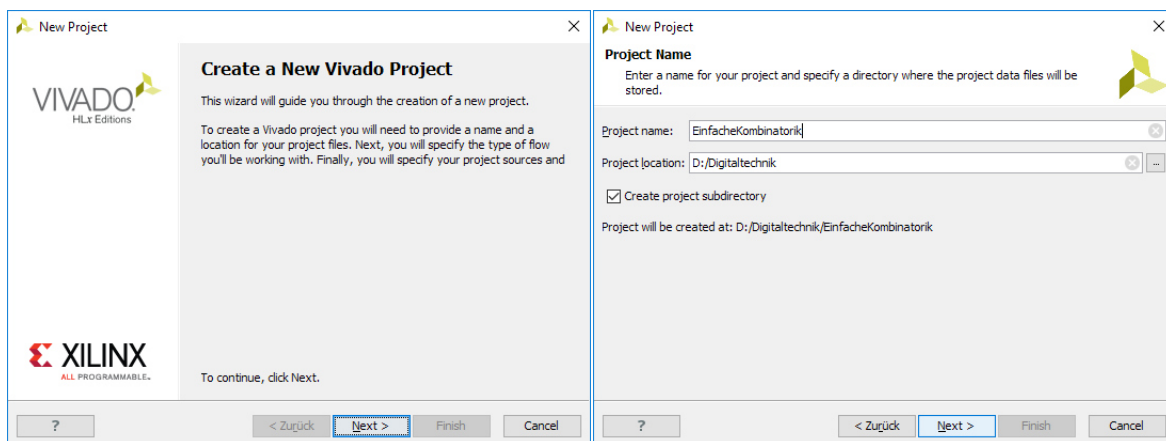 New Project
VIVADO
HLx Editions
Create a New Vivado Project
This wizard will guide you through the creation of a new project.
To create a Vivado project you will need to provide a name and a
location for your project files. Next, you will specify the type of flow
you'll be working with. Finally, you will specify your project sources and
XILINX
ALL PROGRAMMABLE.
To continue, click Next.
?
< Zurück
Next >
Finish
Cancel
New Project
Project Name
Enter a name for your project and specify a directory where the project data files will be
stored.
Project name: EinfacheKombinatorik
Project location: D:/Digitaltechnik ...
Create project subdirectory
Project will be created at: D:/Digitaltechnik/EinfacheKombinatorik
?
< Zurück
Next >
Finish
Cancel